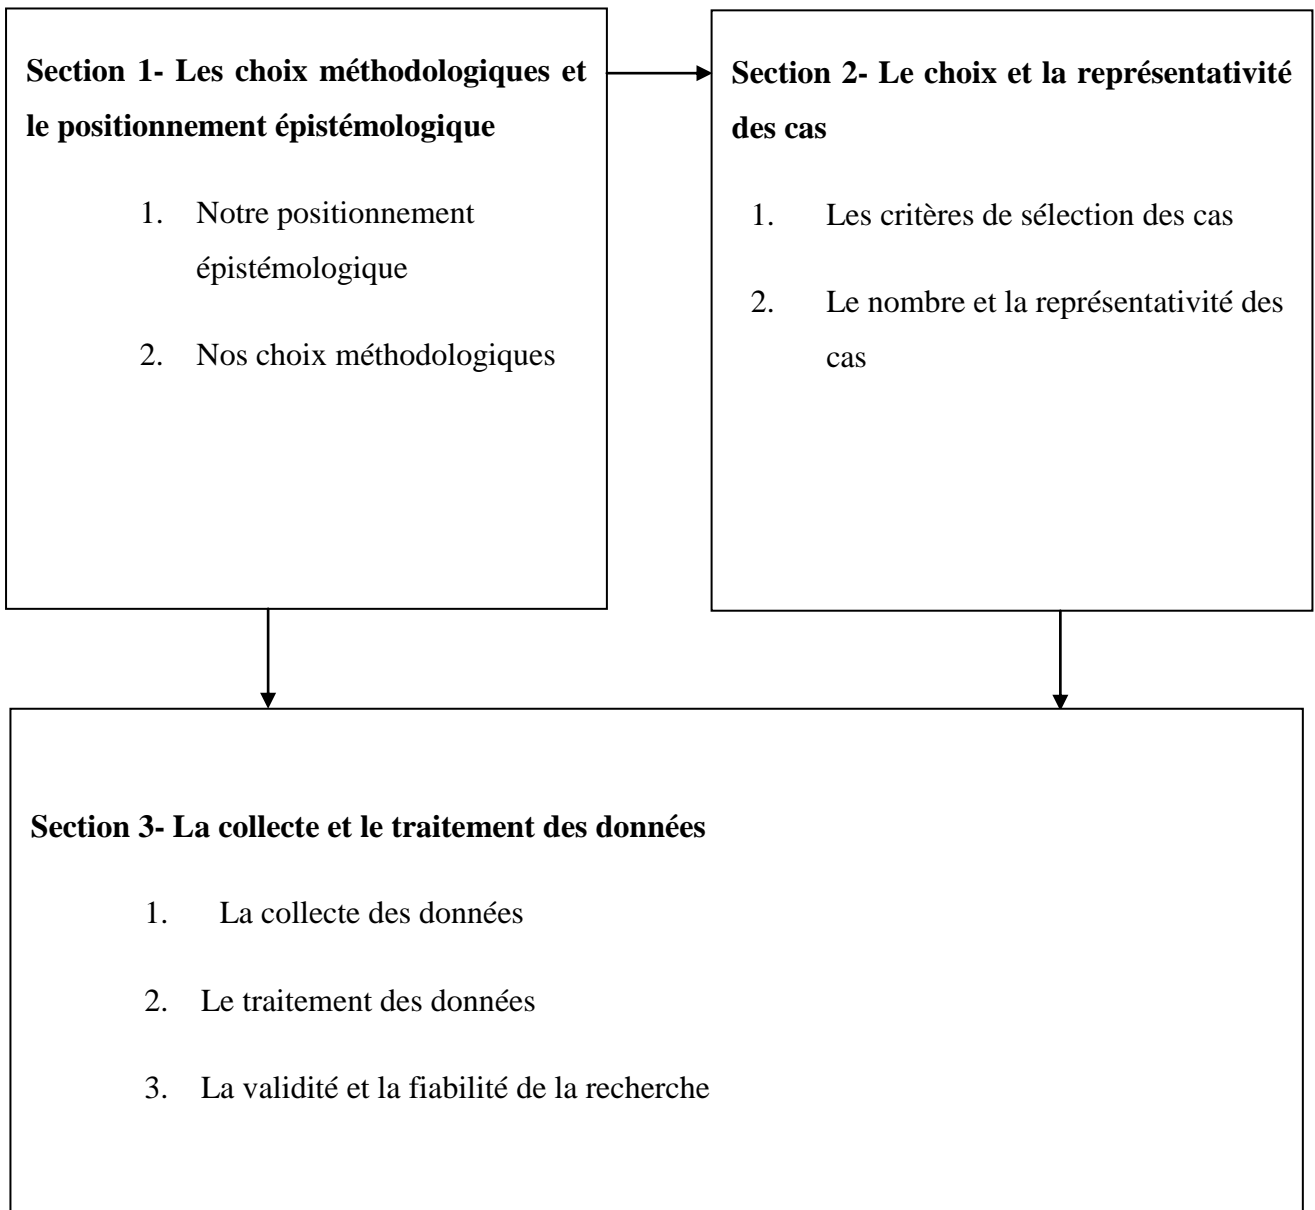 Section 1- Les choix méthodologiques et
le positionnement épistémologique
1. Notre positionnement
épistémologique
2. Nos choix méthodologiques
Section 2- Le choix et la représentativité
des cas
1. Les critères de sélection des cas
2. Le nombre et la représentativité des
cas
Section 3- La collecte et le traitement des données
1. La collecte des données
2. Le traitement des données
3. La validité et la fiabilité de la recherche